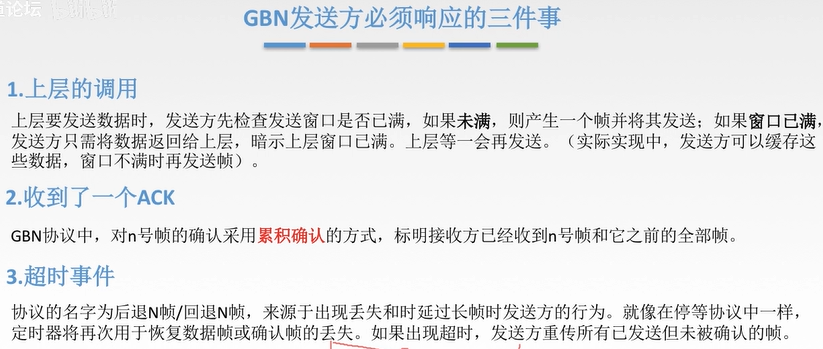 论坛
GBN发送方必须响应的三件事
1.上层的调用
上层要发送数据时，发送方先检查发送窗口是否已满，如果未满，则产生一个帧并将其发送；如果窗口已满，
发送方只需将数据返回给上层，暗示上层窗口已满。上层等一会再发送。（实际实现中，发送方可以缓存这
些数据，窗口不满时再发送帧）。
2.收到了一个ACK
GBN协议中，对n号帧的确认采用累积确认的方式，标明接收方已经收到n号帧和它之前的全部帧。
3.超时事件
协议的名字为后退N帧/回退N帧，来源于出现丢失和时延过长帧时发送方的行为。就像在停等协议中一样，
定时器将再次用于恢复数据帧或确认帧的丢失。如果出现超时，发送方重传所有已发送但未被确认的帧。